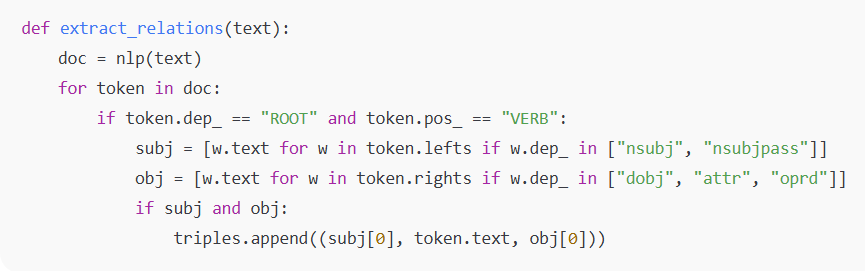 def extract_relations(text):
    doc = nlp(text)
    for token in doc:
        if token.dep_ == "ROOT" and token.pos_ == "VERB":
            subj = [w.text for w in token.lefts if w.dep_ in ["nsubj", "nsubjpass"]]
            obj = [w.text for w in token.rights if w.dep_ in ["dobj", "attr", "oprd"]]
            if subj and obj:
                triples.append((subj[0], token.text, obj[0]))